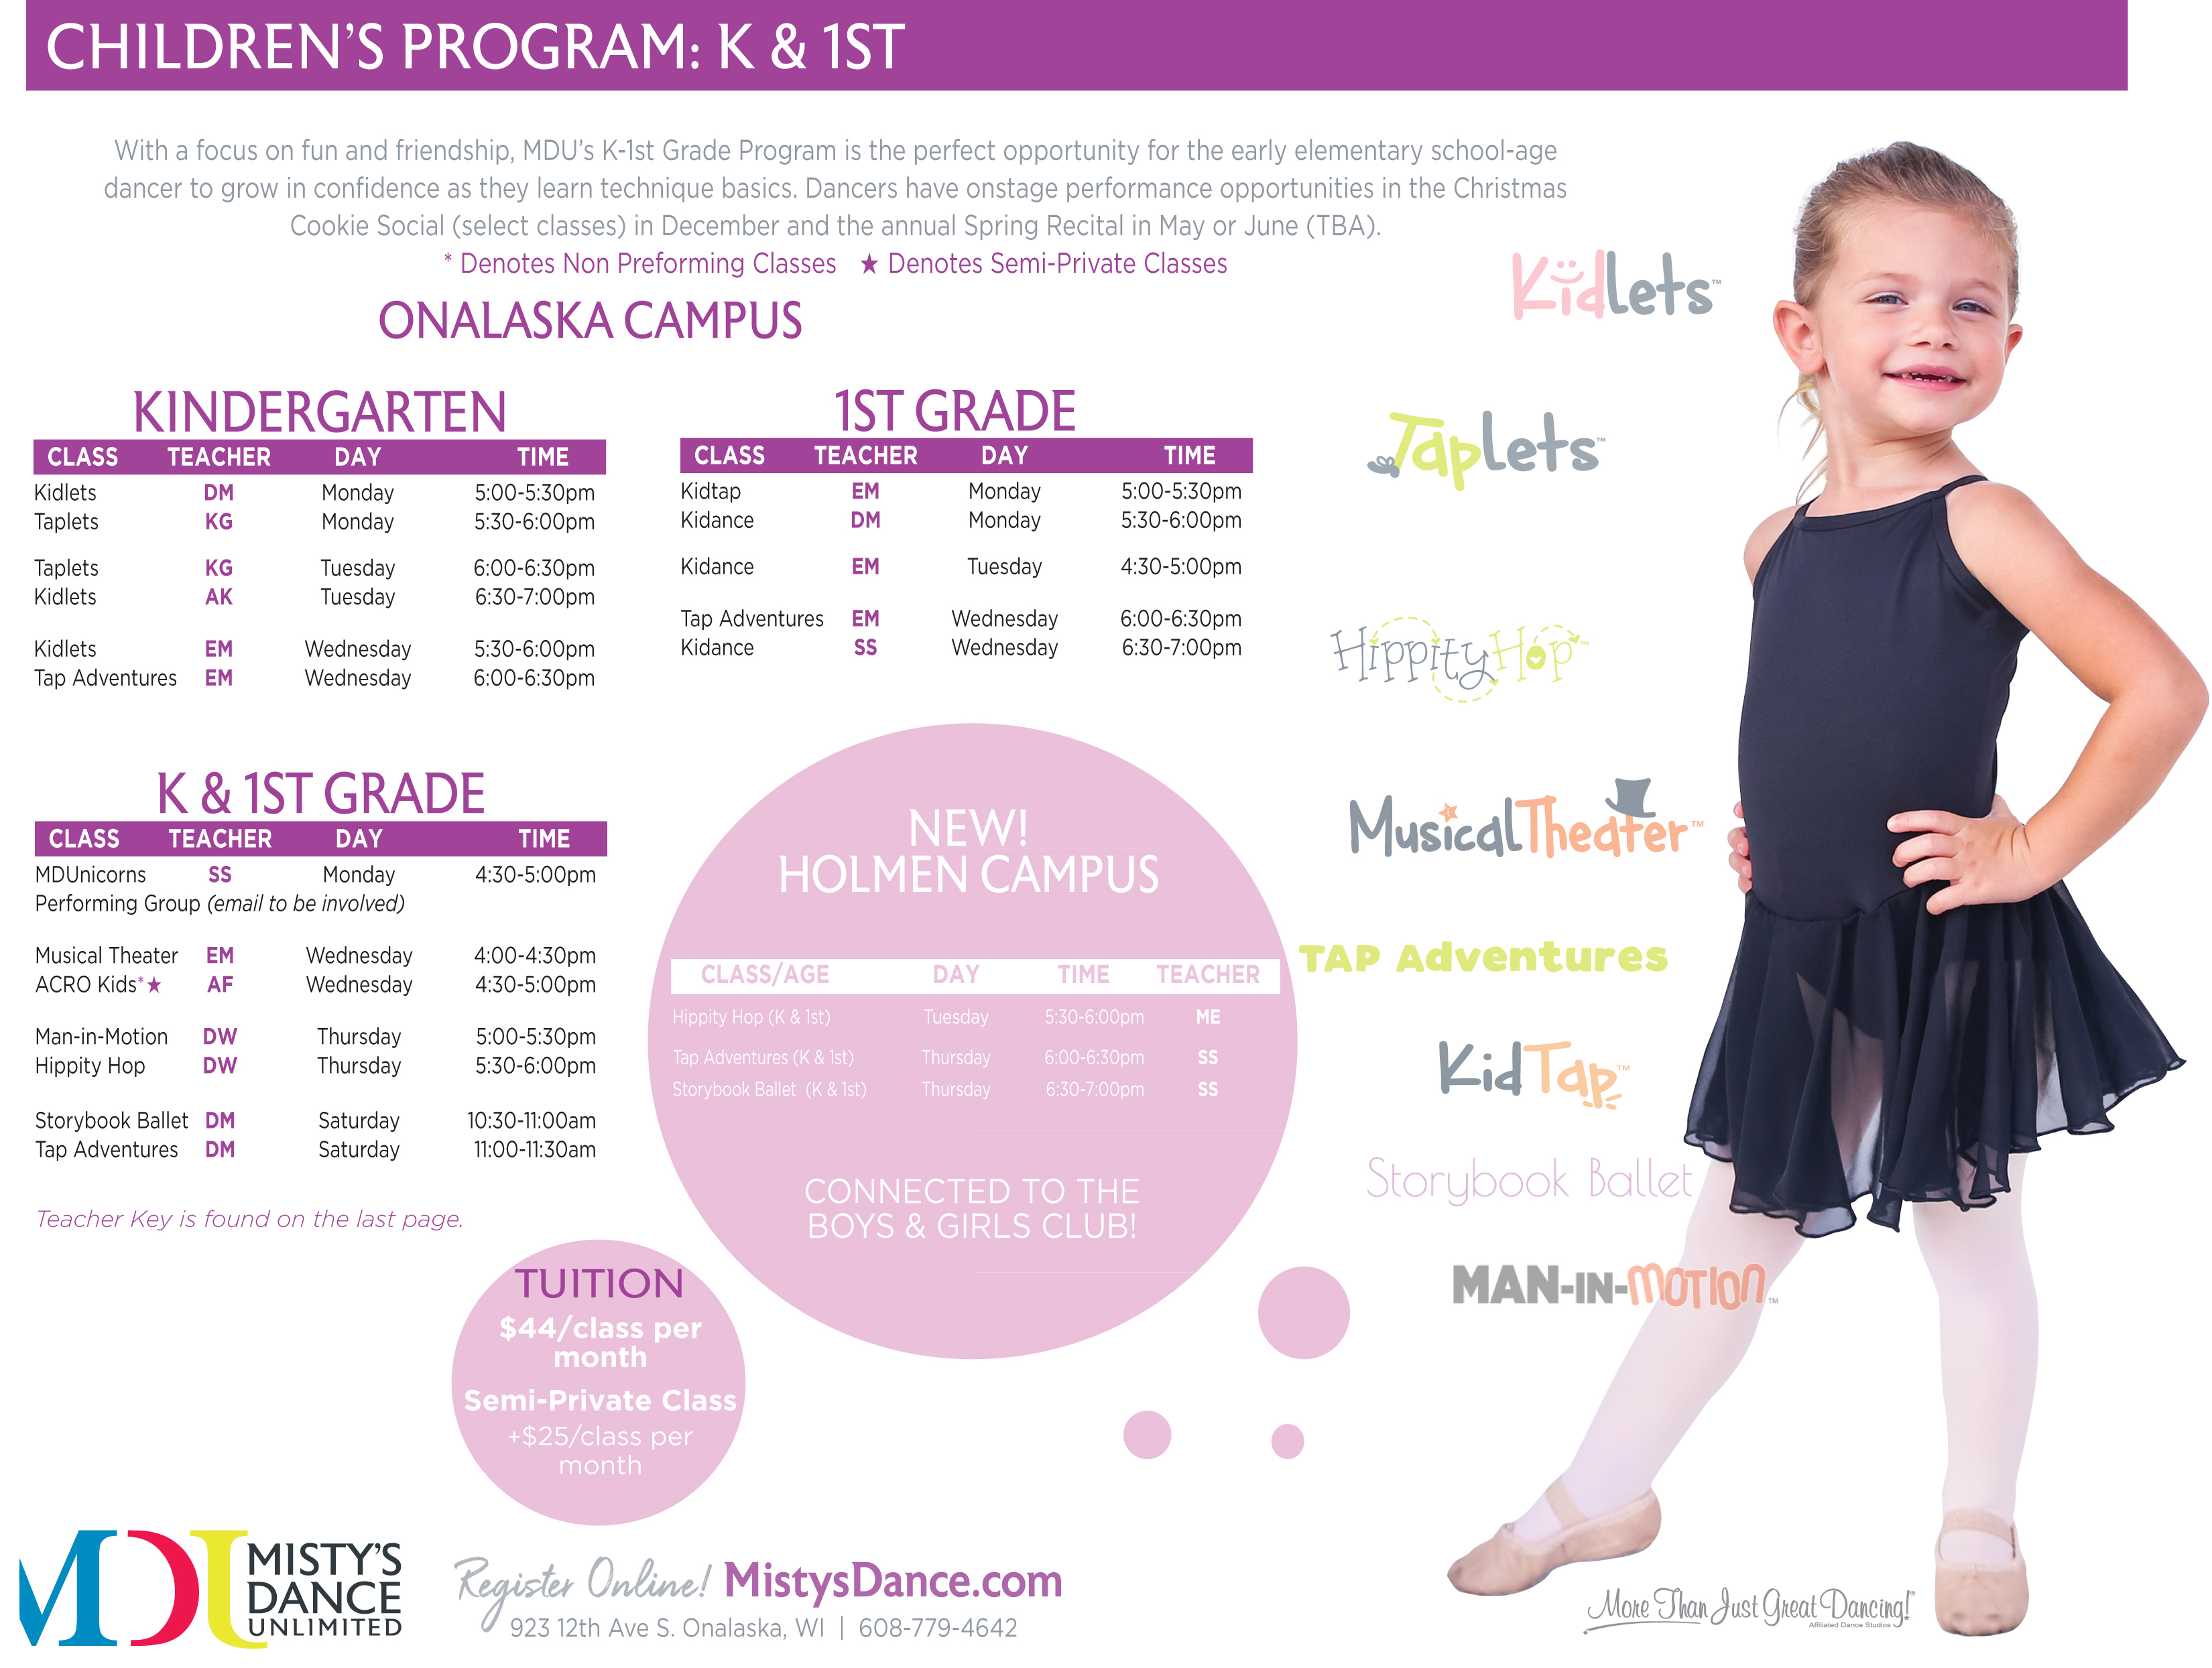 CHILDREN'S PROGRAM: K & 1ST
With a focus on fun and friendship, MDU's K-1st Grade Program is the perfect opportunity for the early elementary school-age
dancer to grow in confidence as they learn technique basics. Dancers have onstage performance opportunities in the Christmas
Cookie Social (select classes) in December and the annual Spring Recital in May or June (TBA).
* Denotes Non Preforming Classes ★ Denotes Semi-Private Classes
ONALASKA CAMPUS
KINDERGARTEN
CLASS TEACHER DAY TIME
Kidlets DM Monday 5:00-5:30pm
Taplets KG Monday 5:30-6:00pm
Taplets KG Tuesday 6:00-6:30pm
Kidlets AK Tuesday 6:30-7:00pm
Kidlets EM Wednesday 5:30-6:00pm
Tap Adventures EM Wednesday 6:00-6:30pm
1ST GRADE
CLASS TEACHER DAY TIME
Kidtap EM Monday 5:00-5:30pm
Kidance DM Monday 5:30-6:00pm
Kidance EM Tuesday 4:30-5:00pm
Tap Adventures EM Wednesday 6:00-6:30pm
Kidance SS Wednesday 6:30-7:00pm
K & 1ST GRADE
CLASS TEACHER DAY TIME
MDUnicorns SS Monday 4:30-5:00pm
Performing Group (email to be involved)
Musical Theater EM Wednesday 4:00-4:30pm
ACRO Kids*★ AF Wednesday 4:30-5:00pm
Man-in-Motion DW Thursday 5:00-5:30pm
Hippity Hop DW Thursday 5:30-6:00pm
Storybook Ballet DM Saturday 10:30-11:00am
Tap Adventures DM Saturday 11:00-11:30am
Teacher Key is found on the last page.
NEW!
HOLMEN CAMPUS
CLASS/AGE DAY TIME TEACHER
Hippity Hop (K & 1st) Tuesday 5:30-6:00pm ME
Tap Adventures (K & 1st) Thursday 6:00-6:30pm SS
Storybook Ballet (K & 1st) Thursday 6:30-7:00pm SS
CONNECTED TO THE
BOYS & GIRLS CLUB!
TUITION
$44/class per
month
Semi-Private Class
+$25/class per
month
Kidlets™
Taplets™
Hippity Hop™
Musical Theater™
TAP Adventures
Kid Tap™
Storybook Ballet
MAN-IN-MOTION™
MDU
MISTY'S
DANCE
UNLIMITED
Register Online! MistysDance.com
923 12th Ave S. Onalaska, WI | 608-779-4642
More Than Just Great Dancing!®
Affiliated Dance Studios